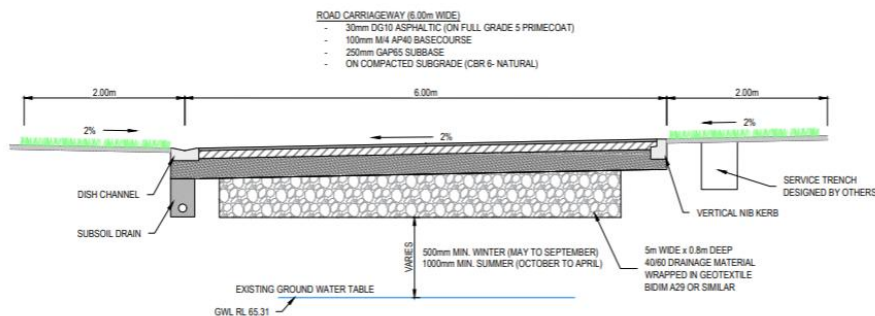 ROAD CARRIAGEWAY (6.00m WIDE)
- 30mm DG10 ASPHALTIC (ON FULL GRADE 5 PRIMECOAT)
- 100mm M/4 AP40 BASECOURSE
- 250mm GAP65 SUBBASE
- ON COMPACTED SUBGRADE (CBR 6- NATURAL)
2.00m
6.00m
2.00m
2%
2%
2%
DISH CHANNEL
SUBSOIL DRAIN
SERVICE TRENCH
DESIGNED BY OTHERS
VERTICAL NIB KERB
VARIES
500mm MIN. WINTER (MAY TO SEPTEMBER)
1000mm MIN. SUMMER (OCTOBER TO APRIL)
5m WIDE x 0.8m DEEP
40/60 DRAINAGE MATERIAL
WRAPPED IN GEOTEXTILE
BIDIM A29 OR SIMILAR
EXISTING GROUND WATER TABLE
GWL RL 65.31